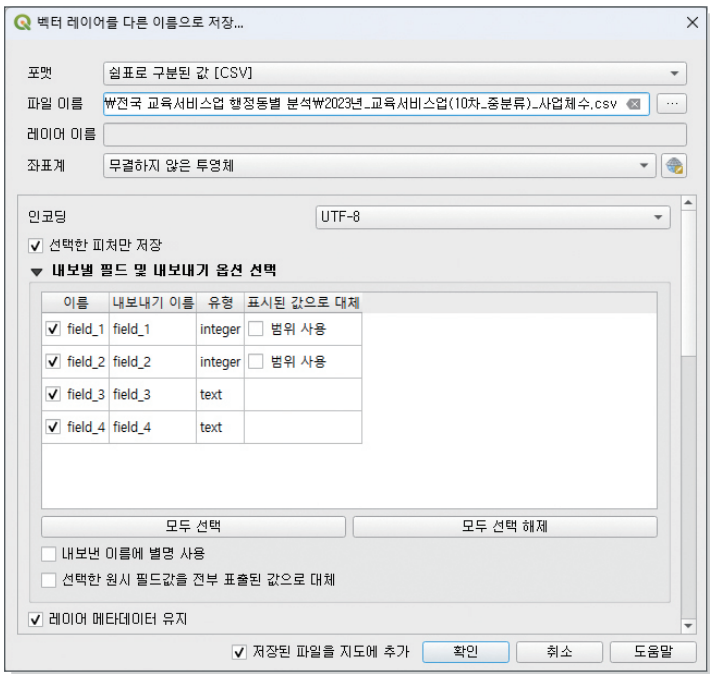 벡터 레이어를 다른 이름으로 저장...
포맷 쉼표로 구분된 값 [CSV]
파일 이름 ₩전국 교육서비스업 행정동별 분석₩2023년_교육서비스업(10차_중분류)_사업체수.csv ...
레이어 이름
좌표계 무결하지 않은 투영체
인코딩 UTF-8
선택한 피처만 저장
내보낼 필드 및 내보내기 옵션 선택
이름 내보내기 이름 유형 표시된 값으로 대체
field_1 field_1 integer 범위 사용
field_2 field_2 integer 범위 사용
field_3 field_3 text
field_4 field_4 text
모두 선택 모두 선택 해제
내보낸 이름에 별명 사용
선택한 원시 필드값을 전부 표출된 값으로 대체
레이어 메타데이터 유지
저장된 파일을 지도에 추가 확인 취소 도움말